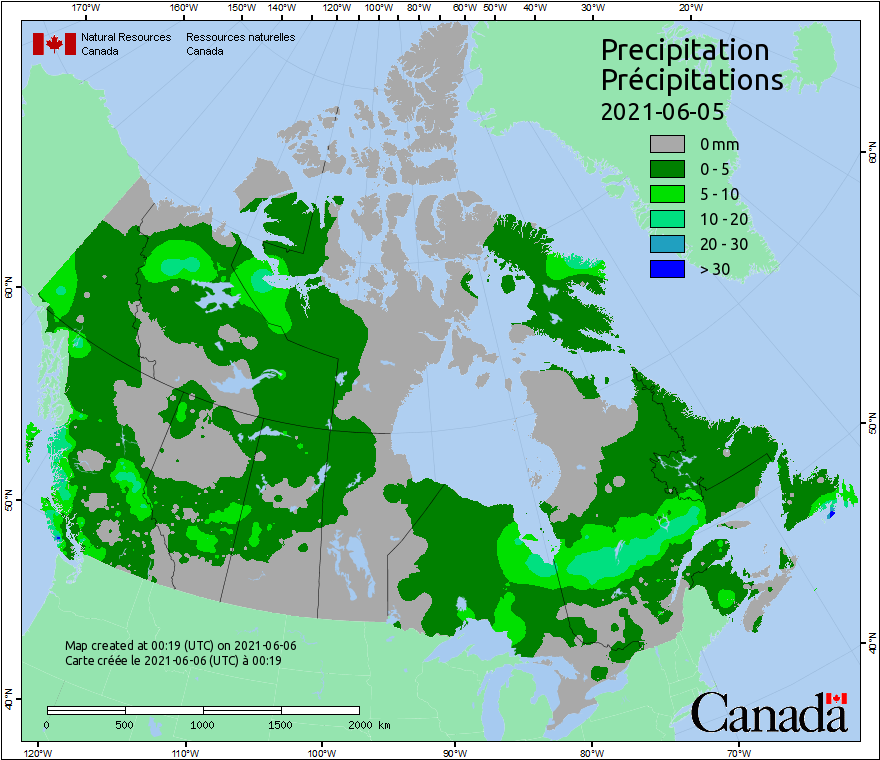 170°W 160°W 150°W 140°W 120°W 100°W 80°W 60°W 50°W 40°W 30°W 20°W
Natural Resources Ressources naturelles
Canada Canada
Precipitation
Précipitations
2021-06-05
0 mm
0 - 5
5 - 10
10 - 20
20 - 30
> 30
60°N
60°N
50°N
50°N
40°N
40°N
Map created at 00:19 (UTC) on 2021-06-06
Carte créée le 2021-06-06 (UTC) à 00:19
0 500 1000 1500 2000 km
Canada
120°W 110°W 100°W 90°W 80°W 70°W